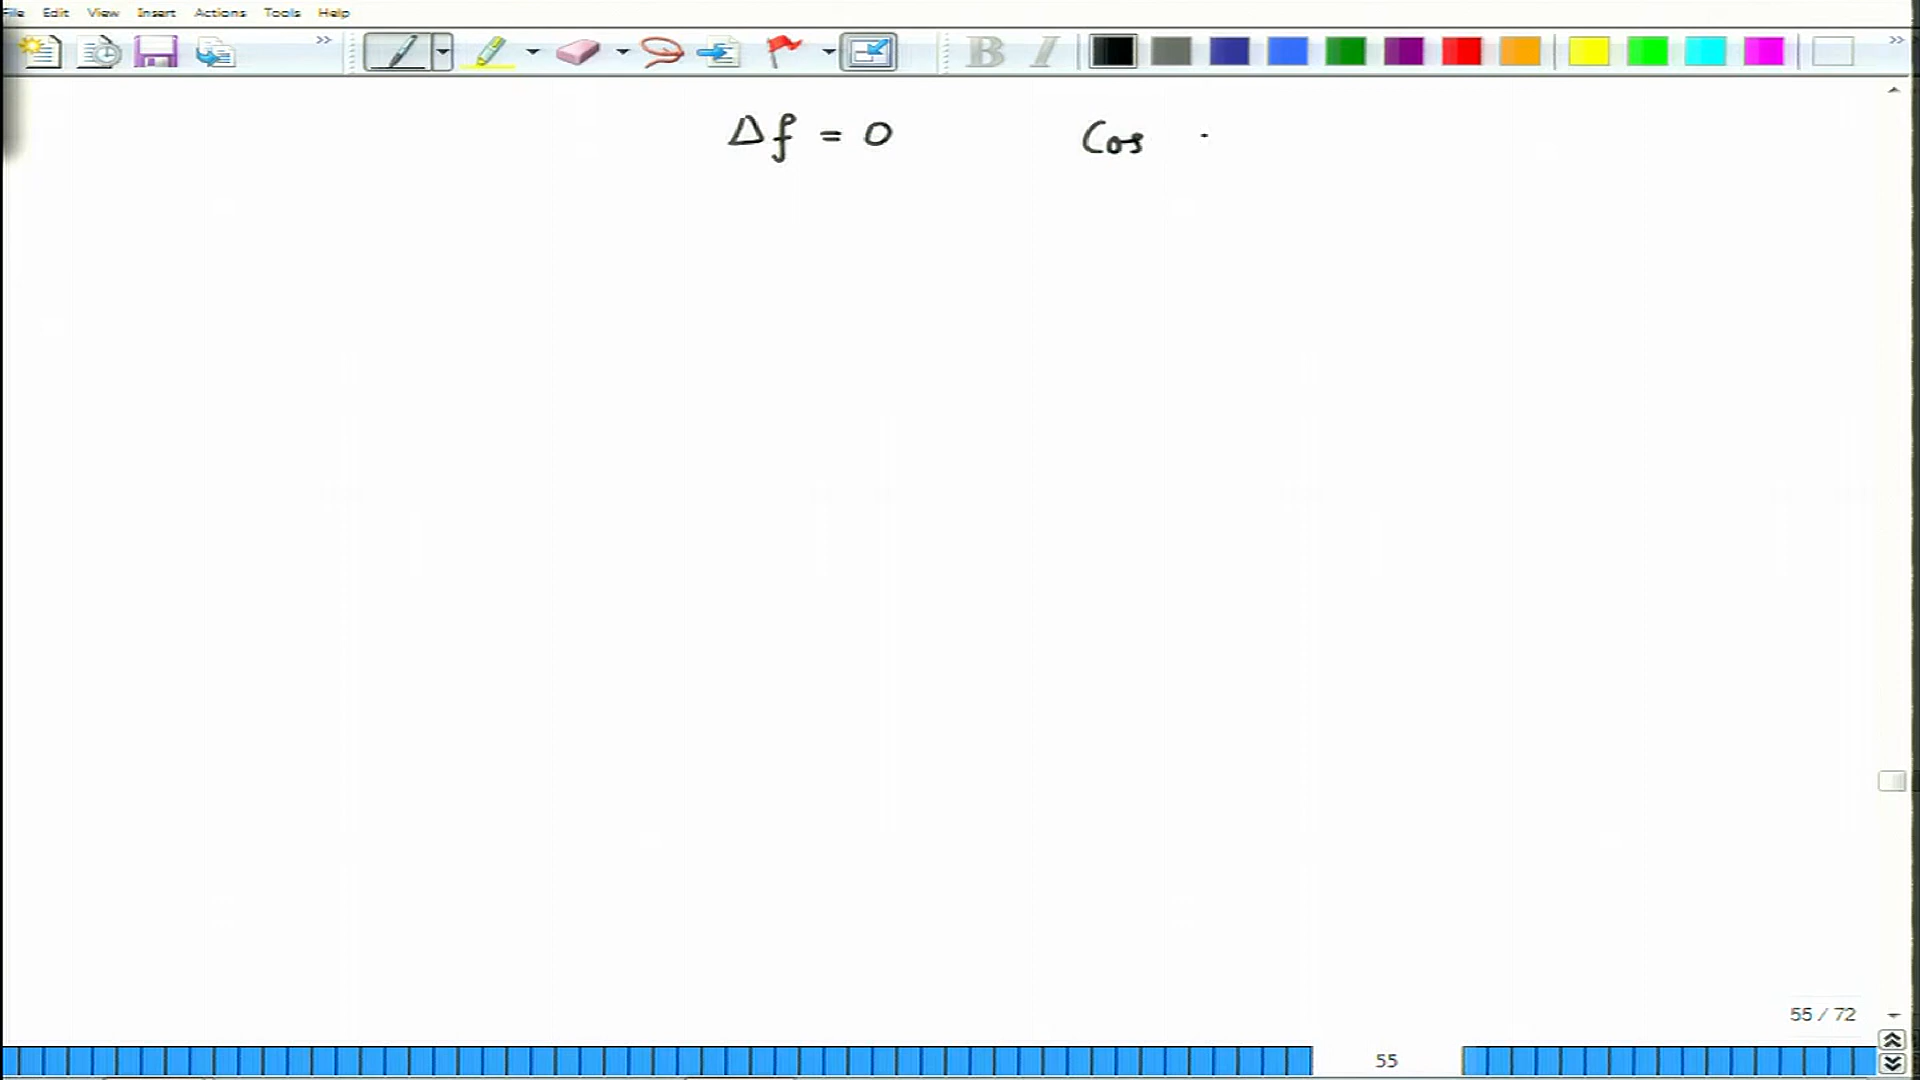 File Edit View Insert Actions Tools Help
B I
Δf = 0 Cos
55 / 72
55